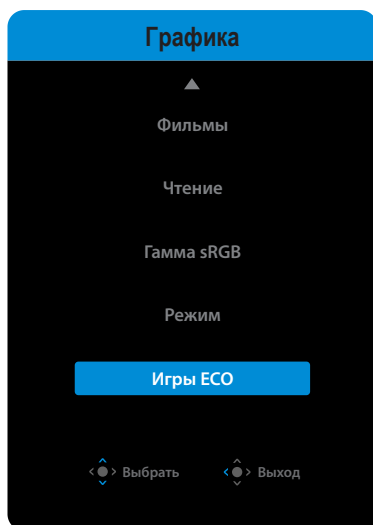 Графика
Фильмы
Чтение
Гамма sRGB
Режим
Игры ECO
Выбрать Выход